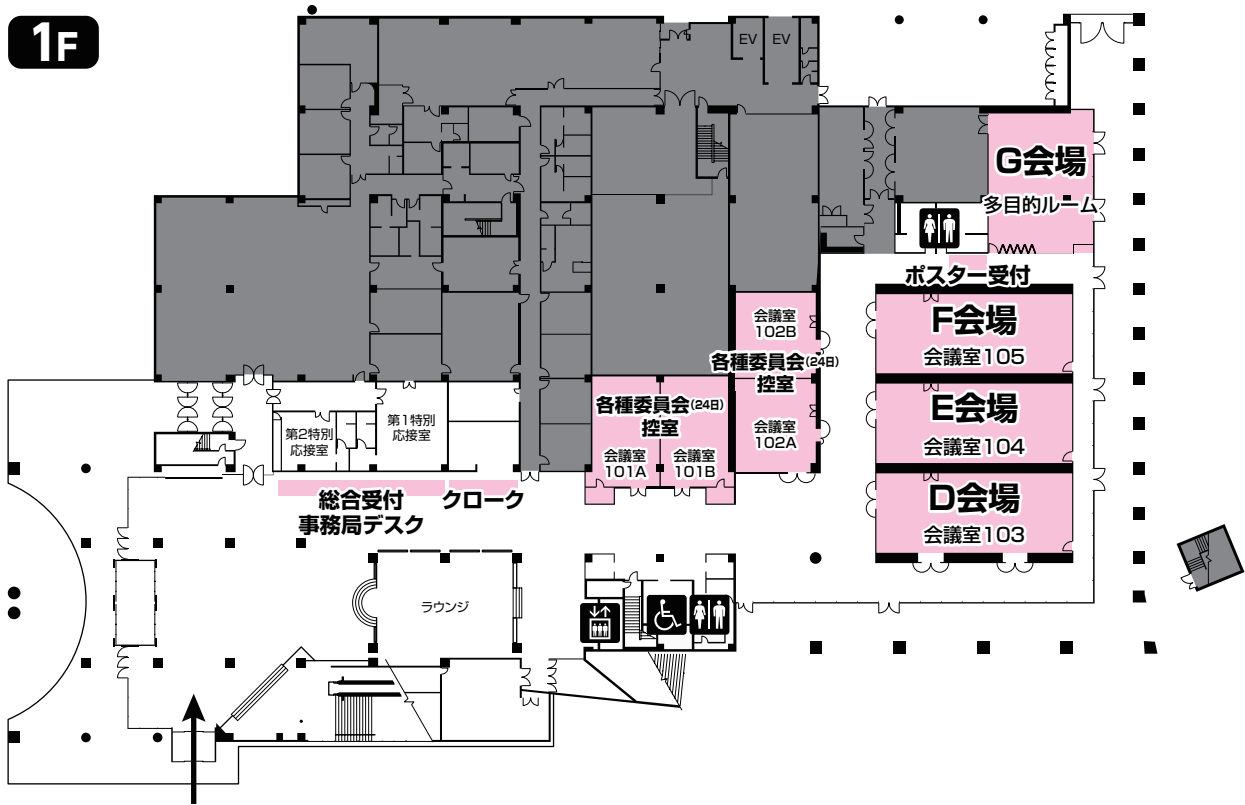 1F
EV
EV
G会場
多目的ルーム
ポスター受付
F会場
会議室105
会議室
102B
各種委員会(24日)
控室
会議室
102A
各種委員会(24日)
控室
会議室
101A
会議室
101B
E会場
会議室104
D会場
会議室103
第2特別
応接室
第1特別
応接室
総合受付
事務局デスク
クローク
ラウンジ